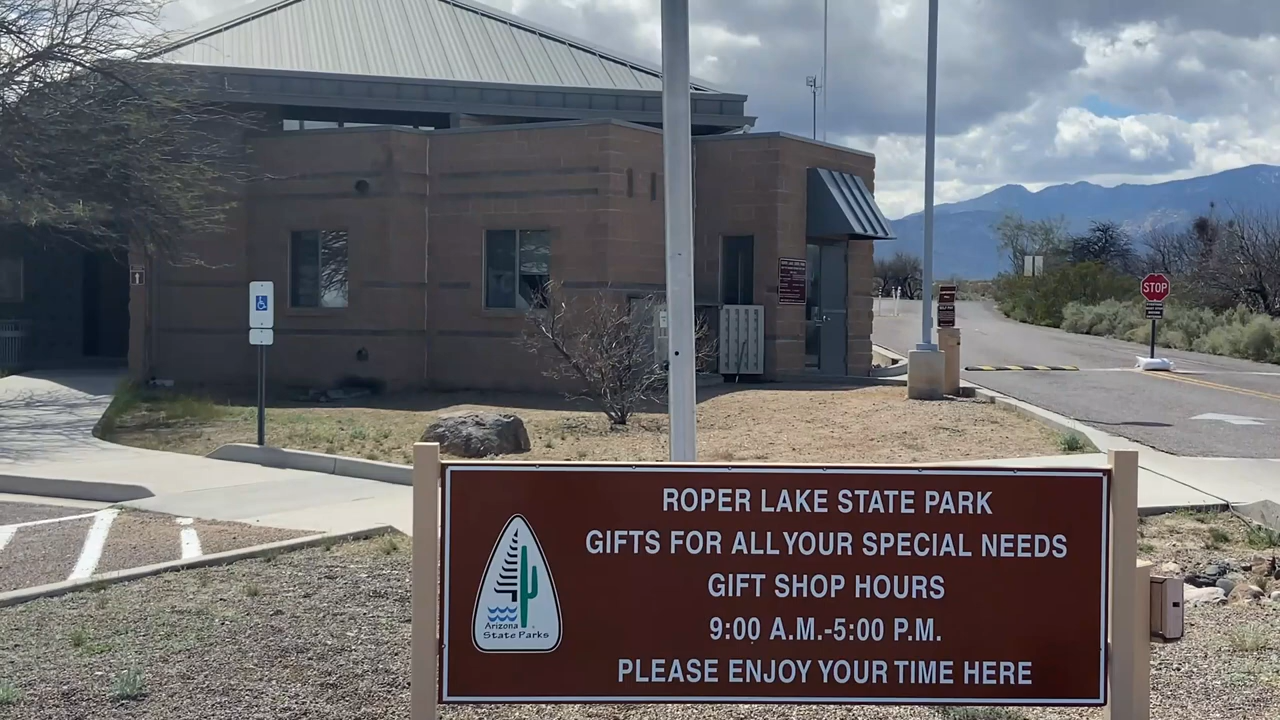 STOP
ROPER LAKE STATE PARK
GIFTS FOR ALL YOUR SPECIAL NEEDS
GIFT SHOP HOURS
9:00 A.M.-5:00 P.M.
PLEASE ENJOY YOUR TIME HERE
Arizona
State Parks